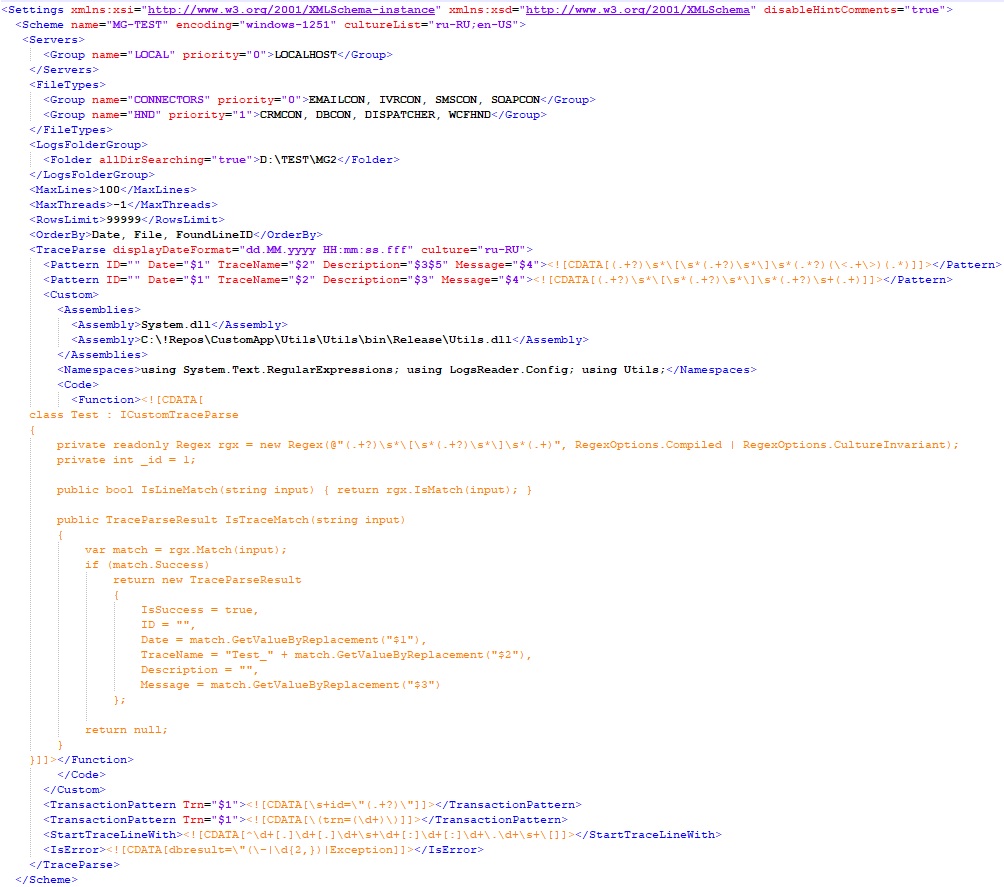 <Settings xmlns:xsi="http://www.w3.org/2001/XMLSchema-instance" xmlns:xsd="http://www.w3.org/2001/XMLSchema" disableHintComments="true">
<Scheme name="MG-TEST" encoding="windows-1251" cultureList="ru-RU;en-US">
<Servers>
<Group name="LOCAL" priority="0">LOCALHOST</Group>
</Servers>
<FileTypes>
<Group name="CONNECTORS" priority="0">EMAILCON, IVRCON, SMSCON, SOAPCON</Group>
<Group name="HND" priority="1">CRMCON, DBCON, DISPATCHER, WCFHND</Group>
</FileTypes>
<LogsFolderGroup>
<Folder allDirSearching="true">D:\TEST\MG2</Folder>
</LogsFolderGroup>
<MaxLines>100</MaxLines>
<MaxThreads>-1</MaxThreads>
<RowsLimit>99999</RowsLimit>
<OrderBy>Date, File, FoundLineID</OrderBy>
<TraceParse displayDateFormat="dd.MM.yyyy HH:mm:ss.fff" culture="ru-RU">
<Pattern ID="" Date="$1" TraceName="$2" Description="$3$5" Message="$4"><![CDATA[(.+?)\s*\[\s*(.+?)\s*\]\s*(.*?)(\<.+\>)(.*)]]></Pattern>
<Pattern ID="" Date="$1" TraceName="$2" Description="$3" Message="$4"><![CDATA[(.+?)\s*\[\s*(.+?)\s*\]\s*(.+?)\s+(.+)]]></Pattern>
<Custom>
<Assemblies>
<Assembly>System.dll</Assembly>
<Assembly>C:\!Repos\CustomApp\Utils\Utils\bin\Release\Utils.dll</Assembly>
</Assemblies>
<Namespaces>using System.Text.RegularExpressions; using LogsReader.Config; using Utils;</Namespaces>
<Code>
<Function><![CDATA[
class Test : ICustomTraceParse
{
private readonly Regex rgx = new Regex(@"(.+?)\s*\[\s*(.+?)\s*\]\s*(.+)", RegexOptions.Compiled | RegexOptions.CultureInvariant);
private int _id = 1;
public bool IsLineMatch(string input) { return rgx.IsMatch(input); }
public TraceParseResult IsTraceMatch(string input)
{
var match = rgx.Match(input);
if (match.Success)
return new TraceParseResult
{
IsSuccess = true,
ID = "",
Date = match.GetValueByReplacement("$1"),
TraceName = "Test_" + match.GetValueByReplacement("$2"),
Description = "",
Message = match.GetValueByReplacement("$3")
};
return null;
}
}]]></Function>
</Code>
</Custom>
<TransactionPattern Trn="$1"><![CDATA[\s+id=\"(.+?)\"]]></TransactionPattern>
<TransactionPattern Trn="$1"><![CDATA[\(trn=(\d+)\)]]></TransactionPattern>
<StartTraceLineWith><![CDATA[^\d+[.]\d+[.]\d+\s+\d+[:]\d+[:]\d+\.\d+\s+\[]]></StartTraceLineWith>
<IsError><![CDATA[dbresult=\"(\-|\d{2,})|Exception]]></IsError>
</TraceParse>
</Scheme>